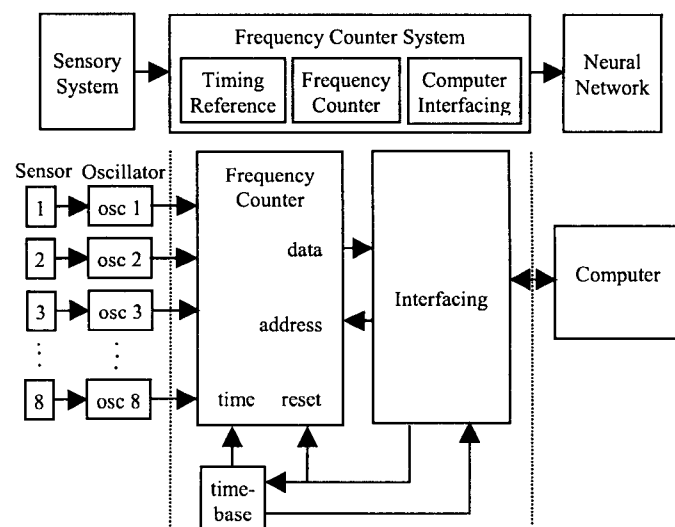 Sensory
System
Frequency Counter System
Timing
Reference
Frequency
Counter
Computer
Interfacing
Neural
Network
Sensor
Oscillator
1
osc 1
2
osc 2
3
osc 3
8
osc 8
Frequency
Counter
data
address
time
reset
Interfacing
Computer
time-
base